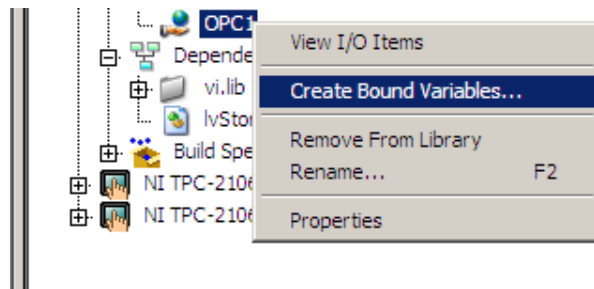 OPC1
View I/O Items
Depende
vi.lib
Create Bound Variables...
lvStor
Remove From Library
Build Spe
Rename... F2
NI TPC-2106
NI TPC-2106
Properties